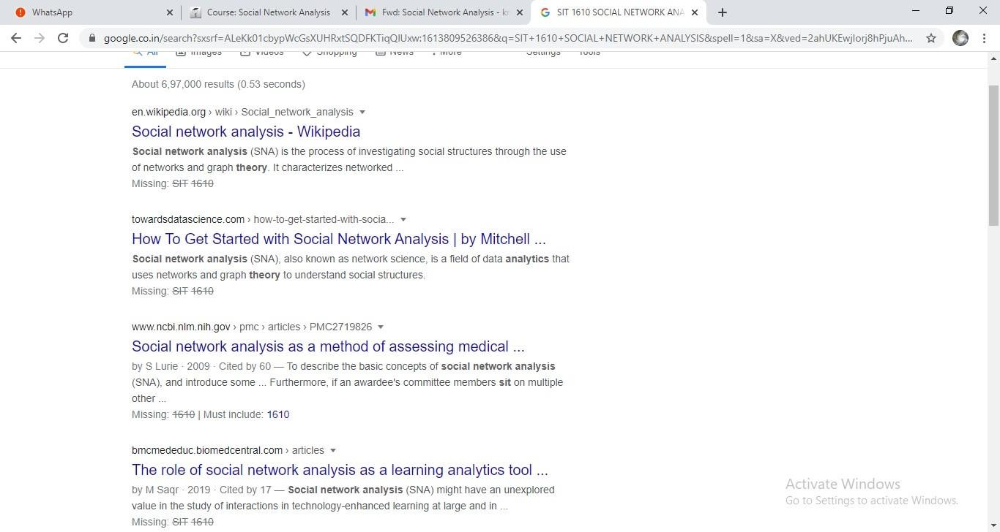 WhatsApp
Course: Social Network Analysis
Fwd: Social Network Analysis - kr
SIT 1610 SOCIAL NETWORK ANA
google.co.in/search?sxsrf=ALeKk01cbypWcGsXUHRxtSQDFKTiqQIUxw:1613809526386&q=SIT+1610+SOCIAL+NETWORK+ANALYSIS&spell=1&sa=X&ved=2ahUKEwjIorj8hPjuAh...
All Images Videos Shopping News More Settings Tools
About 6,97,000 results (0.53 seconds)
en.wikipedia.org › wiki › Social_network_analysis
Social network analysis - Wikipedia
Social network analysis (SNA) is the process of investigating social structures through the use
of networks and graph theory. It characterizes networked ...
Missing: SIT 1610
towardsdatascience.com › how-to-get-started-with-socia...
How To Get Started with Social Network Analysis | by Mitchell ...
Social network analysis (SNA), also known as network science, is a field of data analytics that
uses networks and graph theory to understand social structures.
Missing: SIT 1610
www.ncbi.nlm.nih.gov › pmc › articles › PMC2719826
Social network analysis as a method of assessing medical ...
by S Lurie · 2009 · Cited by 60 — To describe the basic concepts of social network analysis
(SNA), and introduce some ... Furthermore, if an awardee's committee members sit on multiple
other ...
Missing: 1610 | Must include: 1610
bmcmededuc.biomedcentral.com › articles
The role of social network analysis as a learning analytics tool ...
by M Saqr · 2019 · Cited by 17 — Social network analysis (SNA) might have an unexplored
value in the study of interactions in technology-enhanced learning at large and in ...
Missing: SIT 1610
Activate Windows
Go to Settings to activate Windows.